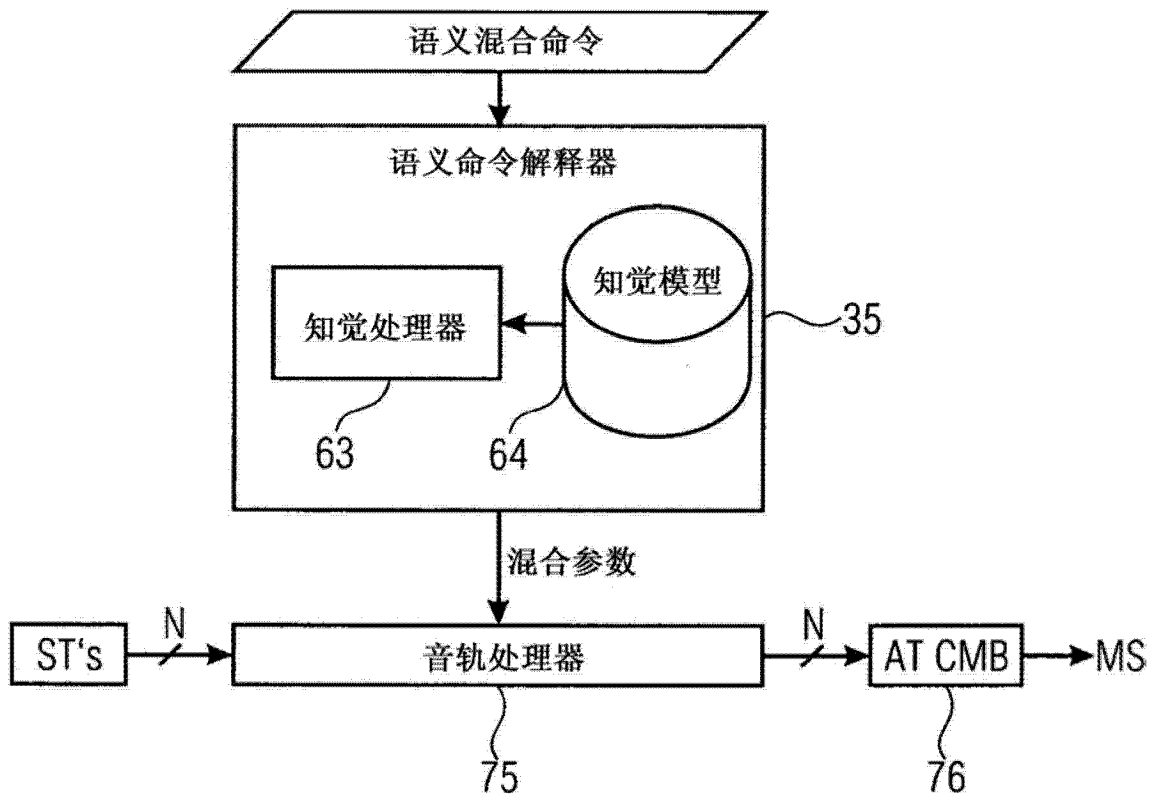 语义混合命令
语义命令解释器
知觉模型
知觉处理器
35
63
64
混合参数
ST's
N
音轨处理器
N
AT CMB
MS
75
76